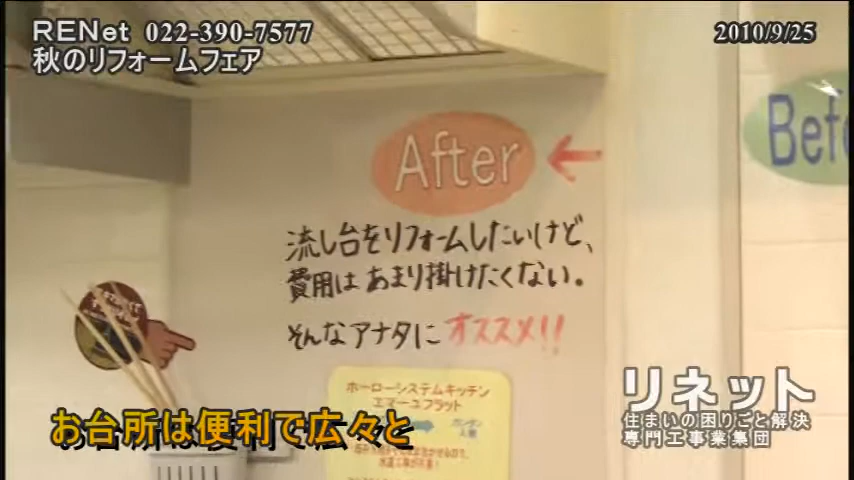 RENet 022-390-7577
2010/9/25
秋のリフォームフェア
After
Befo
流し台をリフォームしたいけど、
費用はあまり掛けたくない。
そんなアナタにオススメ!!
ホーローシステムキッチン
エマーユフラット
お台所は便利で広々と
リネット
住まいの困りごと解決
専門工事業集団